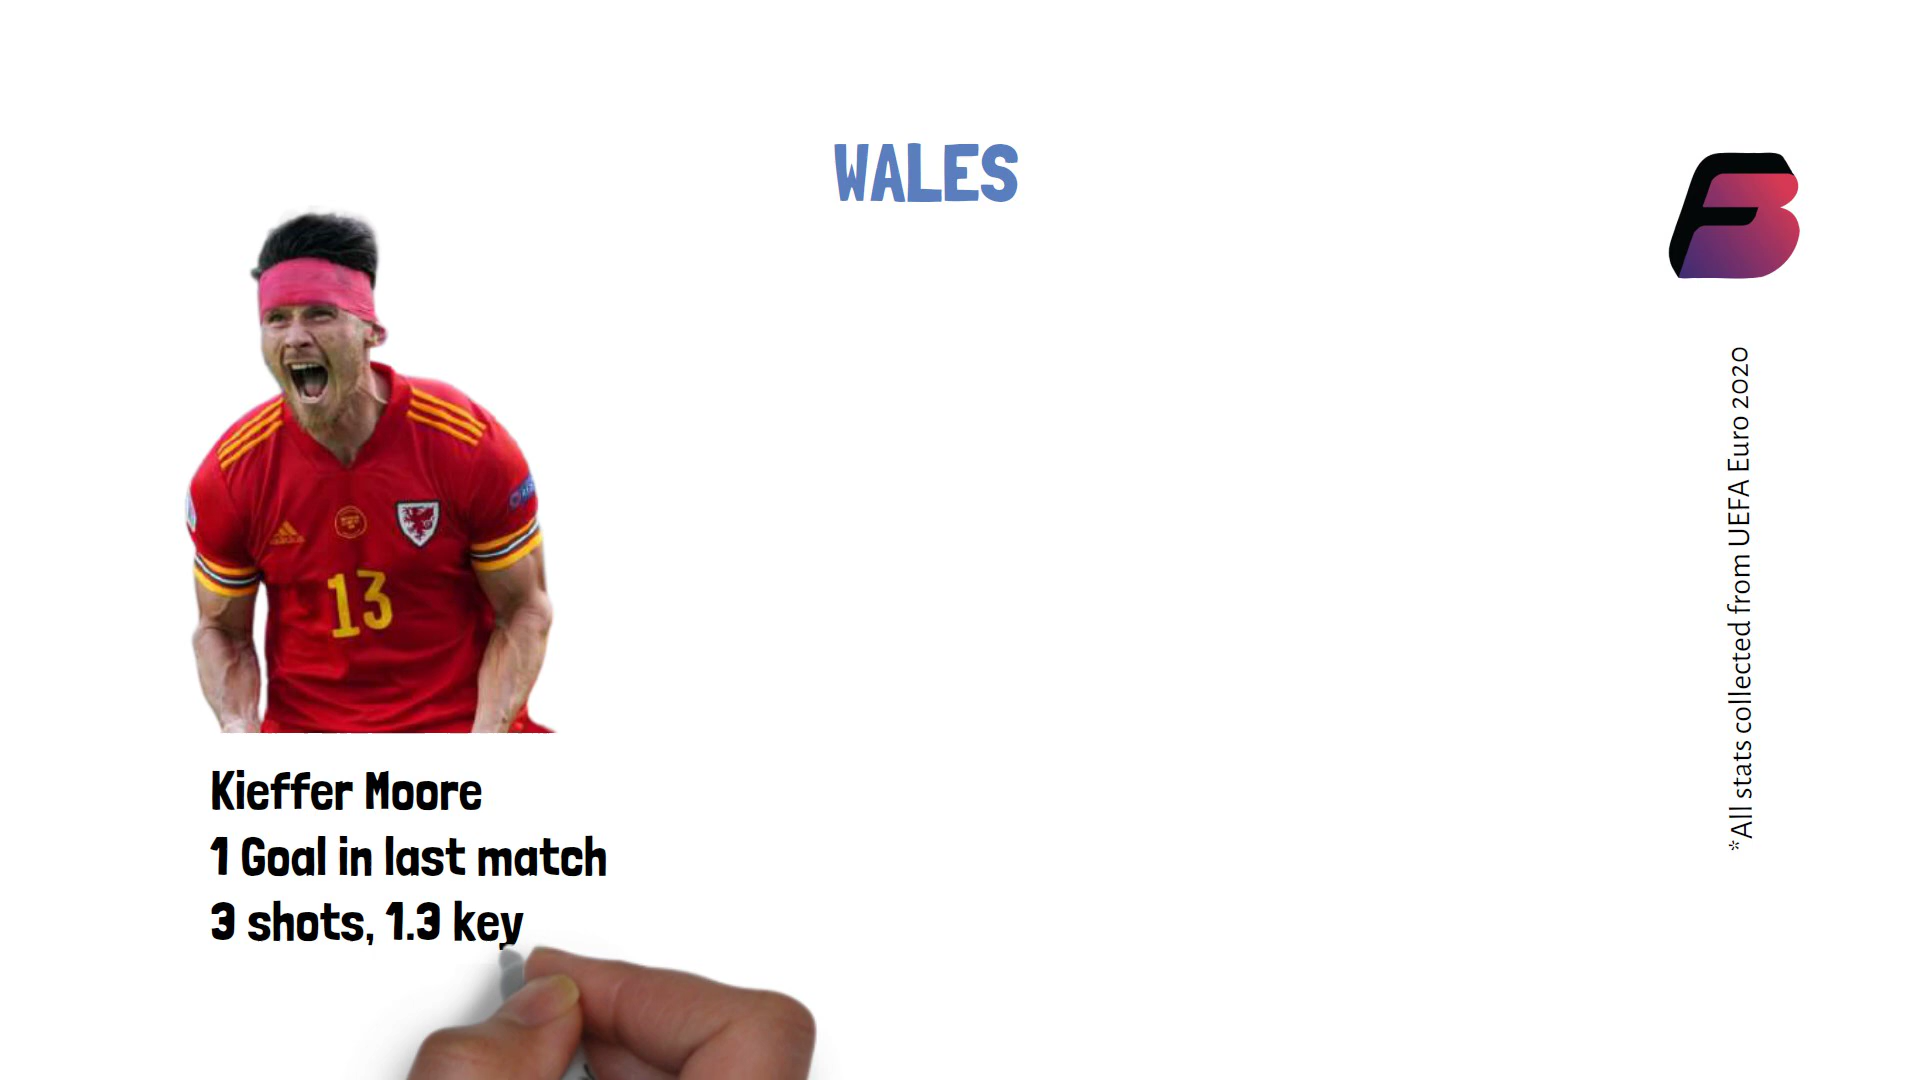 WALES
13
Kieffer Moore
1 Goal in last match
3 shots, 1.3 key
*All stats collected from UEFA Euro 2020